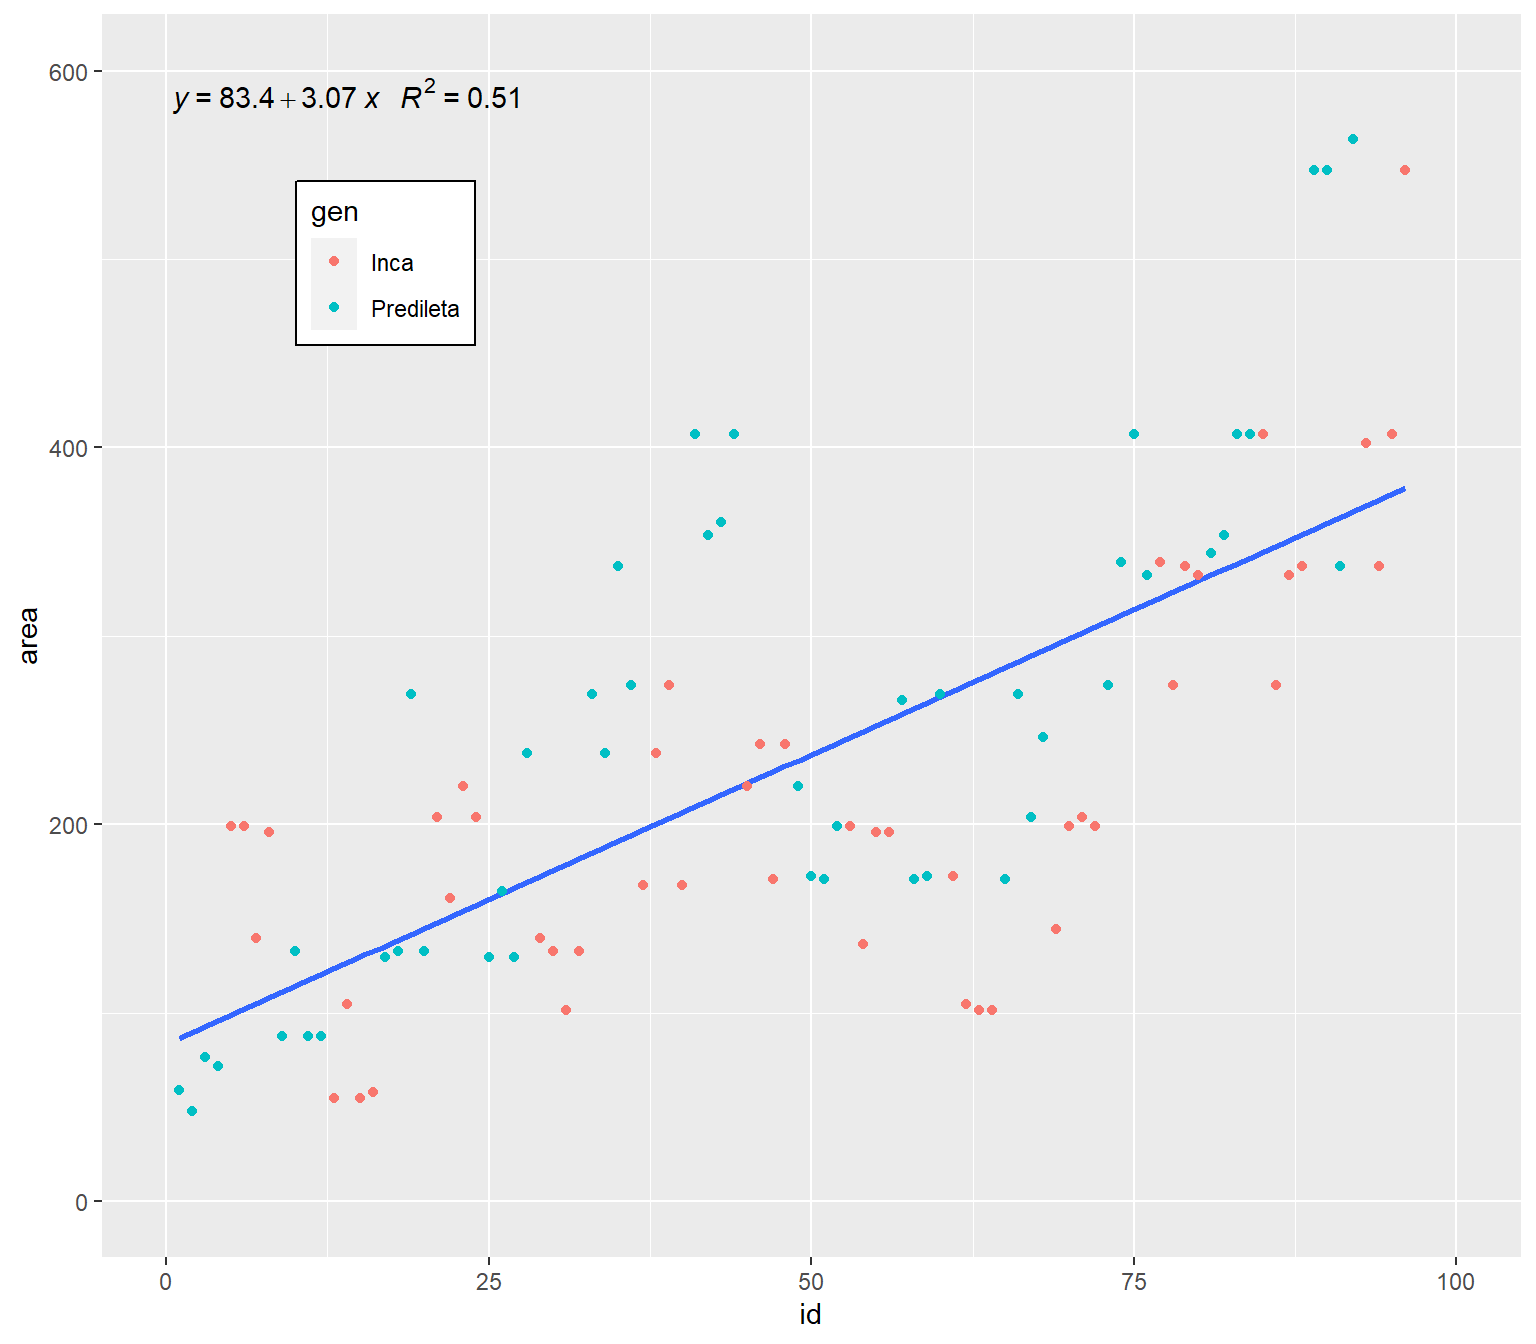 600
y = 83.4 + 3.07 x R² = 0.51
gen
Inca
Predileta
400
area
200
0
0 25 50 75 100
id